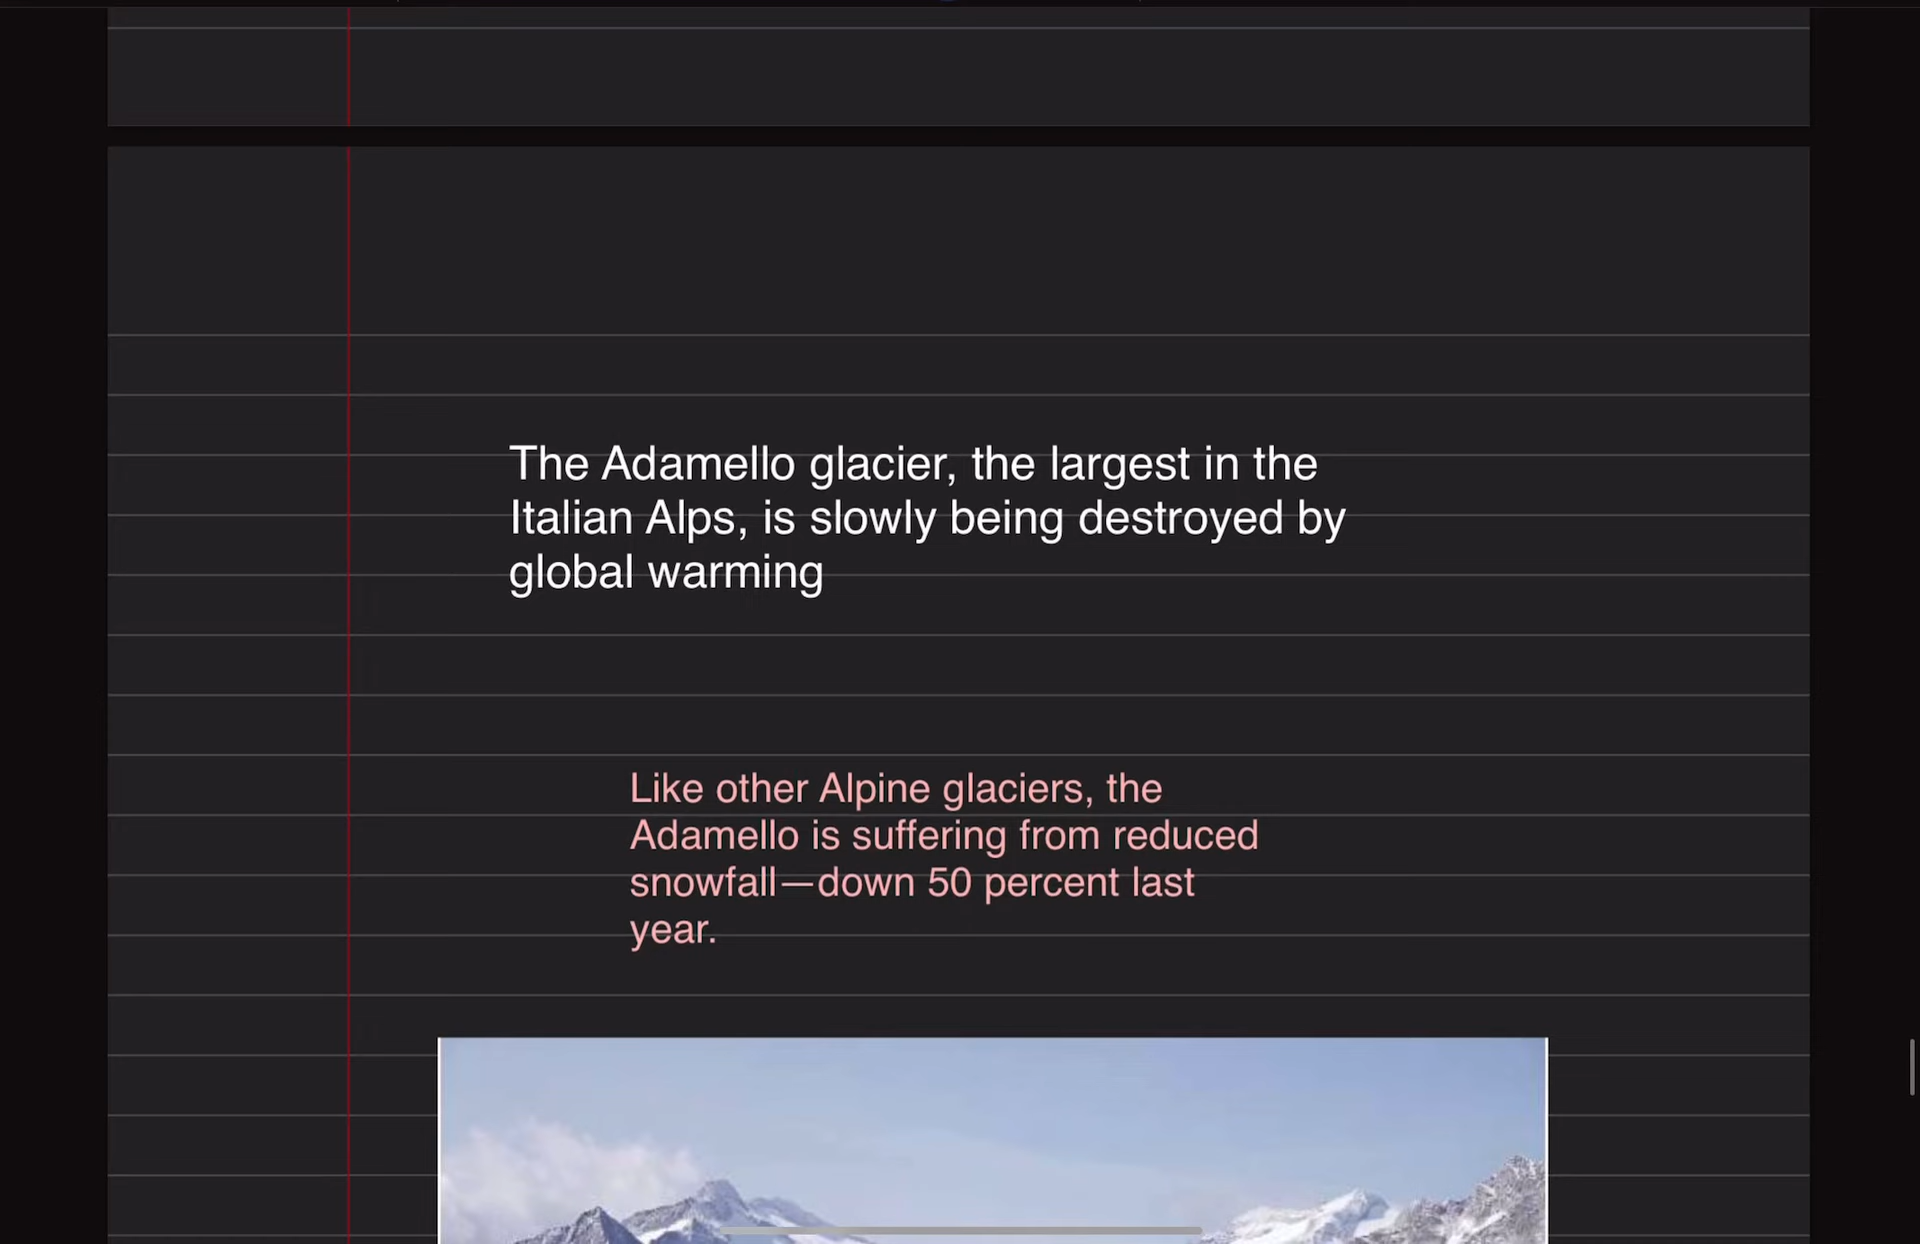 The Adamello glacier, the largest in the
Italian Alps, is slowly being destroyed by
global warming
Like other Alpine glaciers, the
Adamello is suffering from reduced
snowfall—down 50 percent last
year.